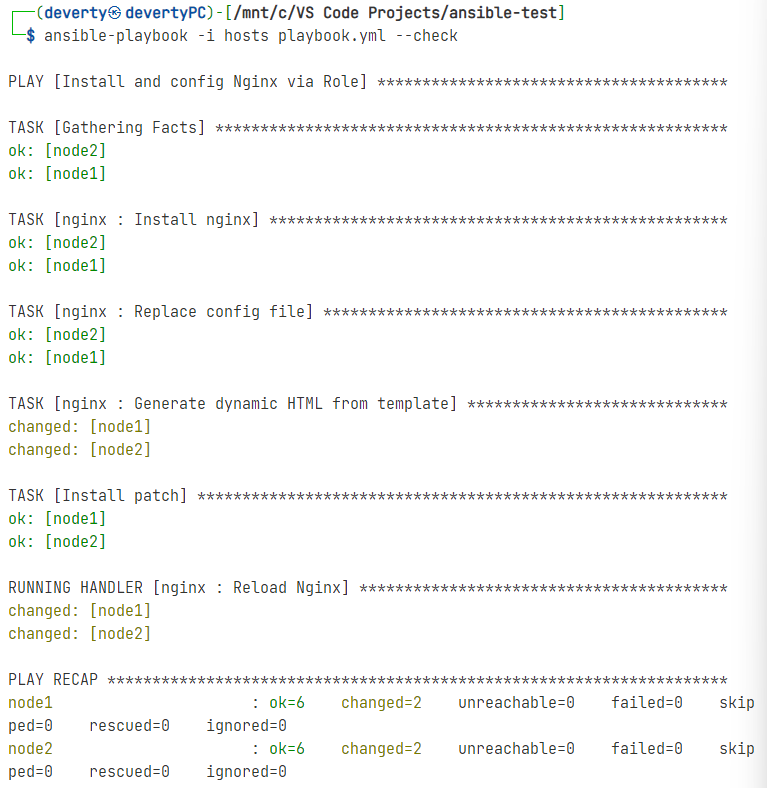 ┌──(deverty㉿devertyPC)-[/mnt/c/VS Code Projects/ansible-test]
└─$ ansible-playbook -i hosts playbook.yml --check
PLAY [Install and config Nginx via Role] ***************************************
TASK [Gathering Facts] *********************************************************
ok: [node2]
ok: [node1]
TASK [nginx : Install nginx] ***************************************************
ok: [node2]
ok: [node1]
TASK [nginx : Replace config file] *********************************************
ok: [node2]
ok: [node1]
TASK [nginx : Generate dynamic HTML from template] *****************************
changed: [node1]
changed: [node2]
TASK [Install patch] ***********************************************************
ok: [node1]
ok: [node2]
RUNNING HANDLER [nginx : Reload Nginx] *****************************************
changed: [node1]
changed: [node2]
PLAY RECAP *********************************************************************
node1                      : ok=6    changed=2    unreachable=0    failed=0    skip
ped=0    rescued=0    ignored=0
node2                      : ok=6    changed=2    unreachable=0    failed=0    skip
ped=0    rescued=0    ignored=0